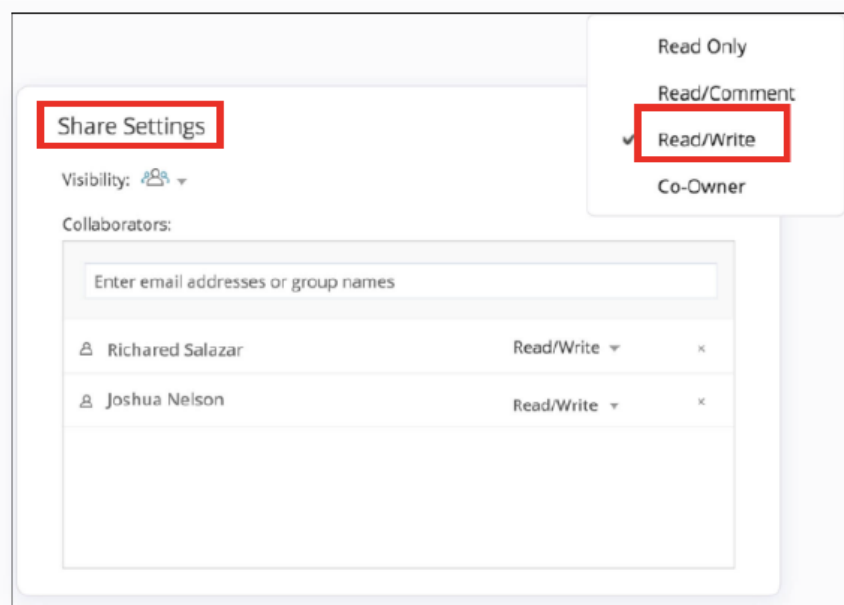 Read Only
Read/Comment
Read/Write
Co-Owner
Share Settings
Visibility:
Collaborators:
Enter email addresses or group names
Richared Salazar Read/Write ×
Joshua Nelson Read/Write ×